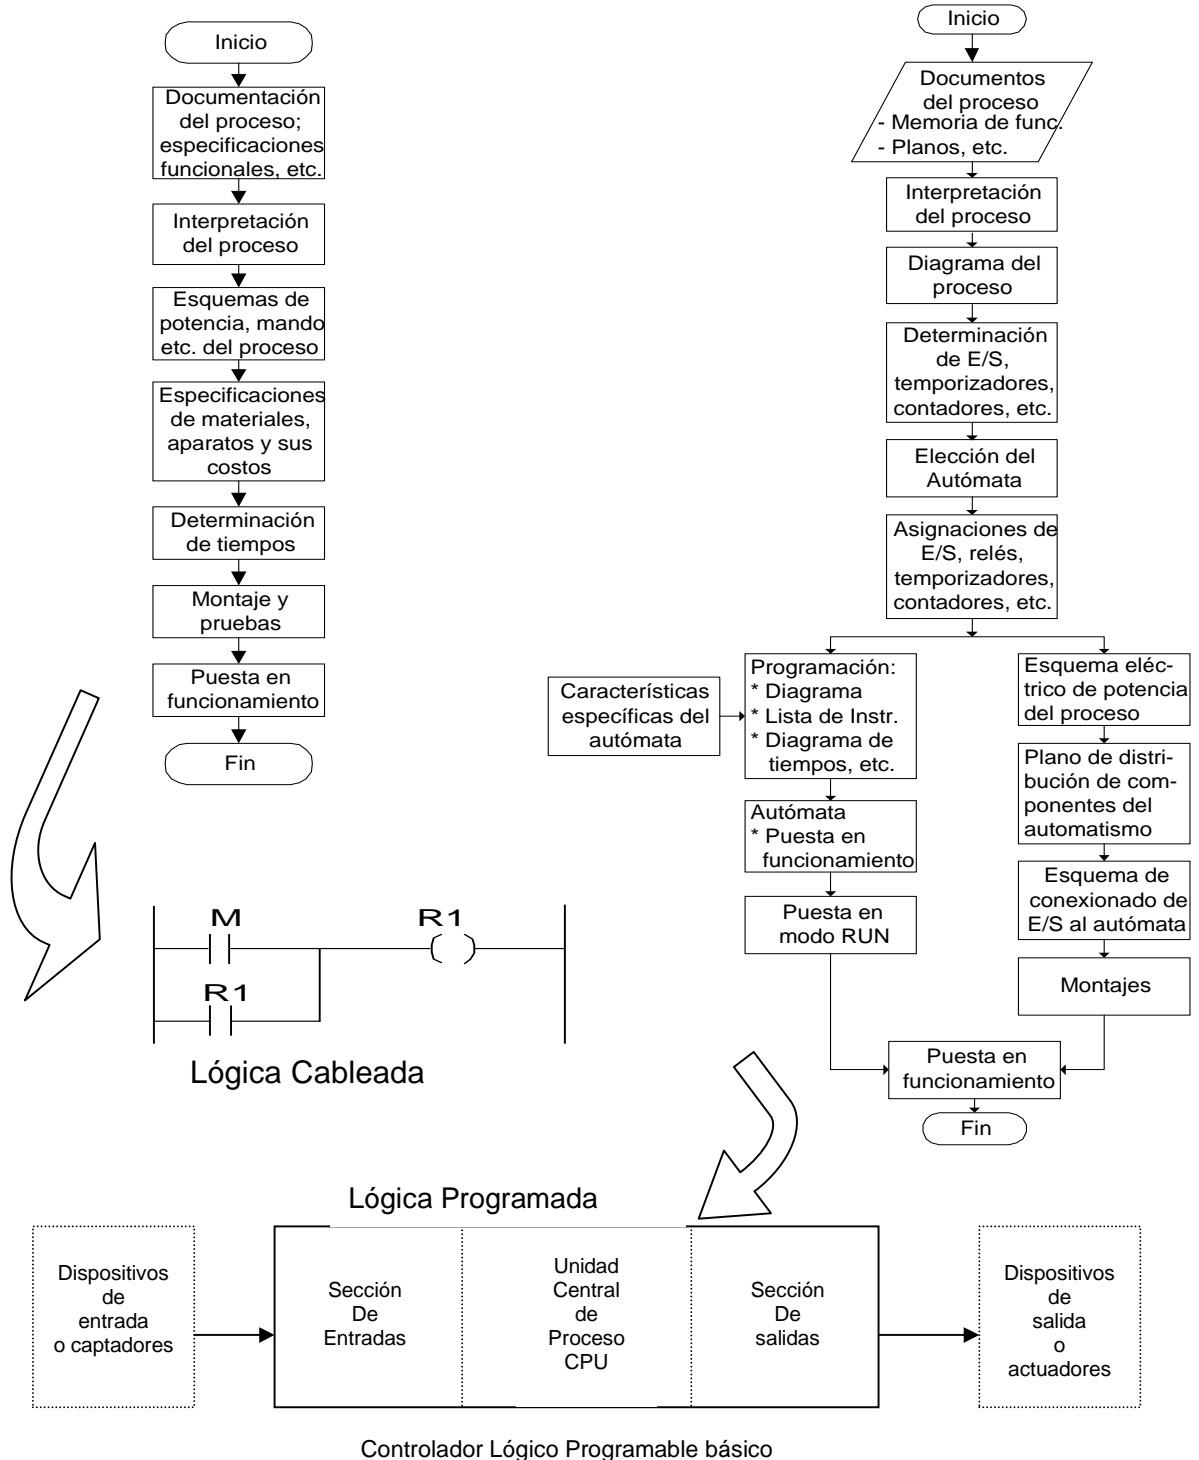 Inicio
Documentación
del proceso;
especificaciones
funcionales, etc.
Interpretación
del proceso
Esquemas de
potencia, mando
etc. del proceso
Especificaciones
de materiales,
aparatos y sus
costos
Determinación
de tiempos
Montaje y
pruebas
Puesta en
funcionamiento
Fin
Inicio
Documentos
del proceso
- Memoria de func.
- Planos, etc.
Interpretación
del proceso
Diagrama del
proceso
Determinación
de E/S,
temporizadores,
contadores, etc.
Elección del
Autómata
Asignaciones de
E/S, relés,
temporizadores,
contadores, etc.
Características
específicas del
autómata
Programación:
* Diagrama
* Lista de Instr.
* Diagrama de
tiempos, etc.
Autómata
* Puesta en
funcionamiento
Puesta en
modo RUN
Esquema eléc-
trico de potencia
del proceso
Plano de distri-
bución de com-
ponentes del
automatismo
Esquema de
conexionado de
E/S al autómata
Montajes
Puesta en
funcionamiento
Fin
M
R1
R1
Lógica Cableada
Lógica Programada
Dispositivos
de
entrada
o captadores
Sección
De
Entradas
Unidad
Central
de
Proceso
CPU
Sección
De
salidas
Dispositivos
de
salida
o
actuadores
Controlador Lógico Programable básico